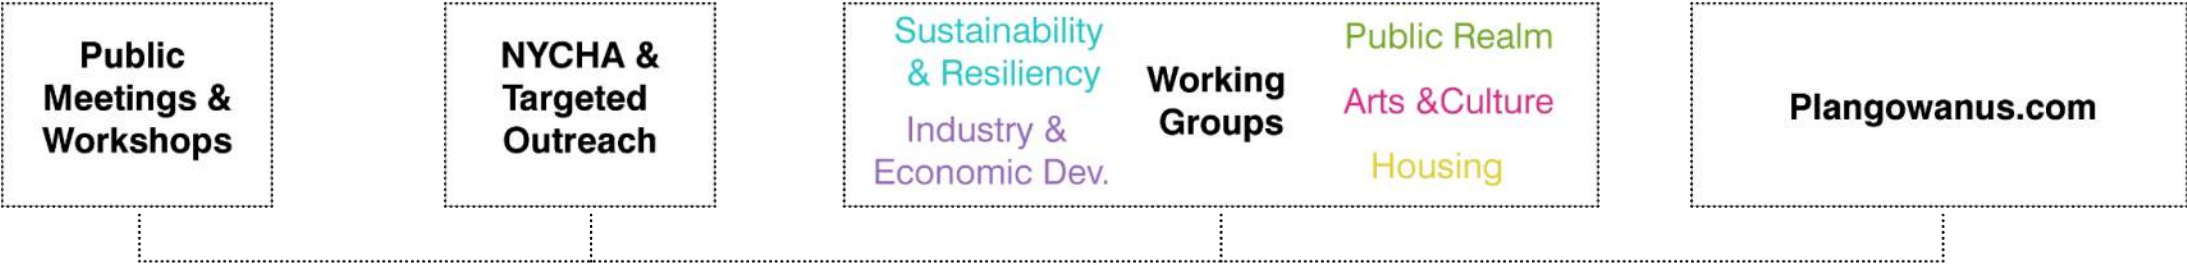 Public
Meetings &
Workshops
NYCHA &
Targeted
Outreach
Sustainability
& Resiliency
Industry &
Economic Dev.
Working
Groups
Public Realm
Arts &Culture
Housing
Plangowanus.com